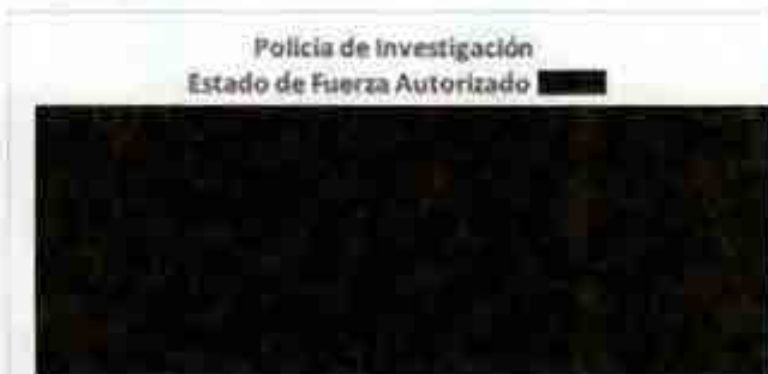 Policía de Investigación
Estado de Fuerza Autorizado